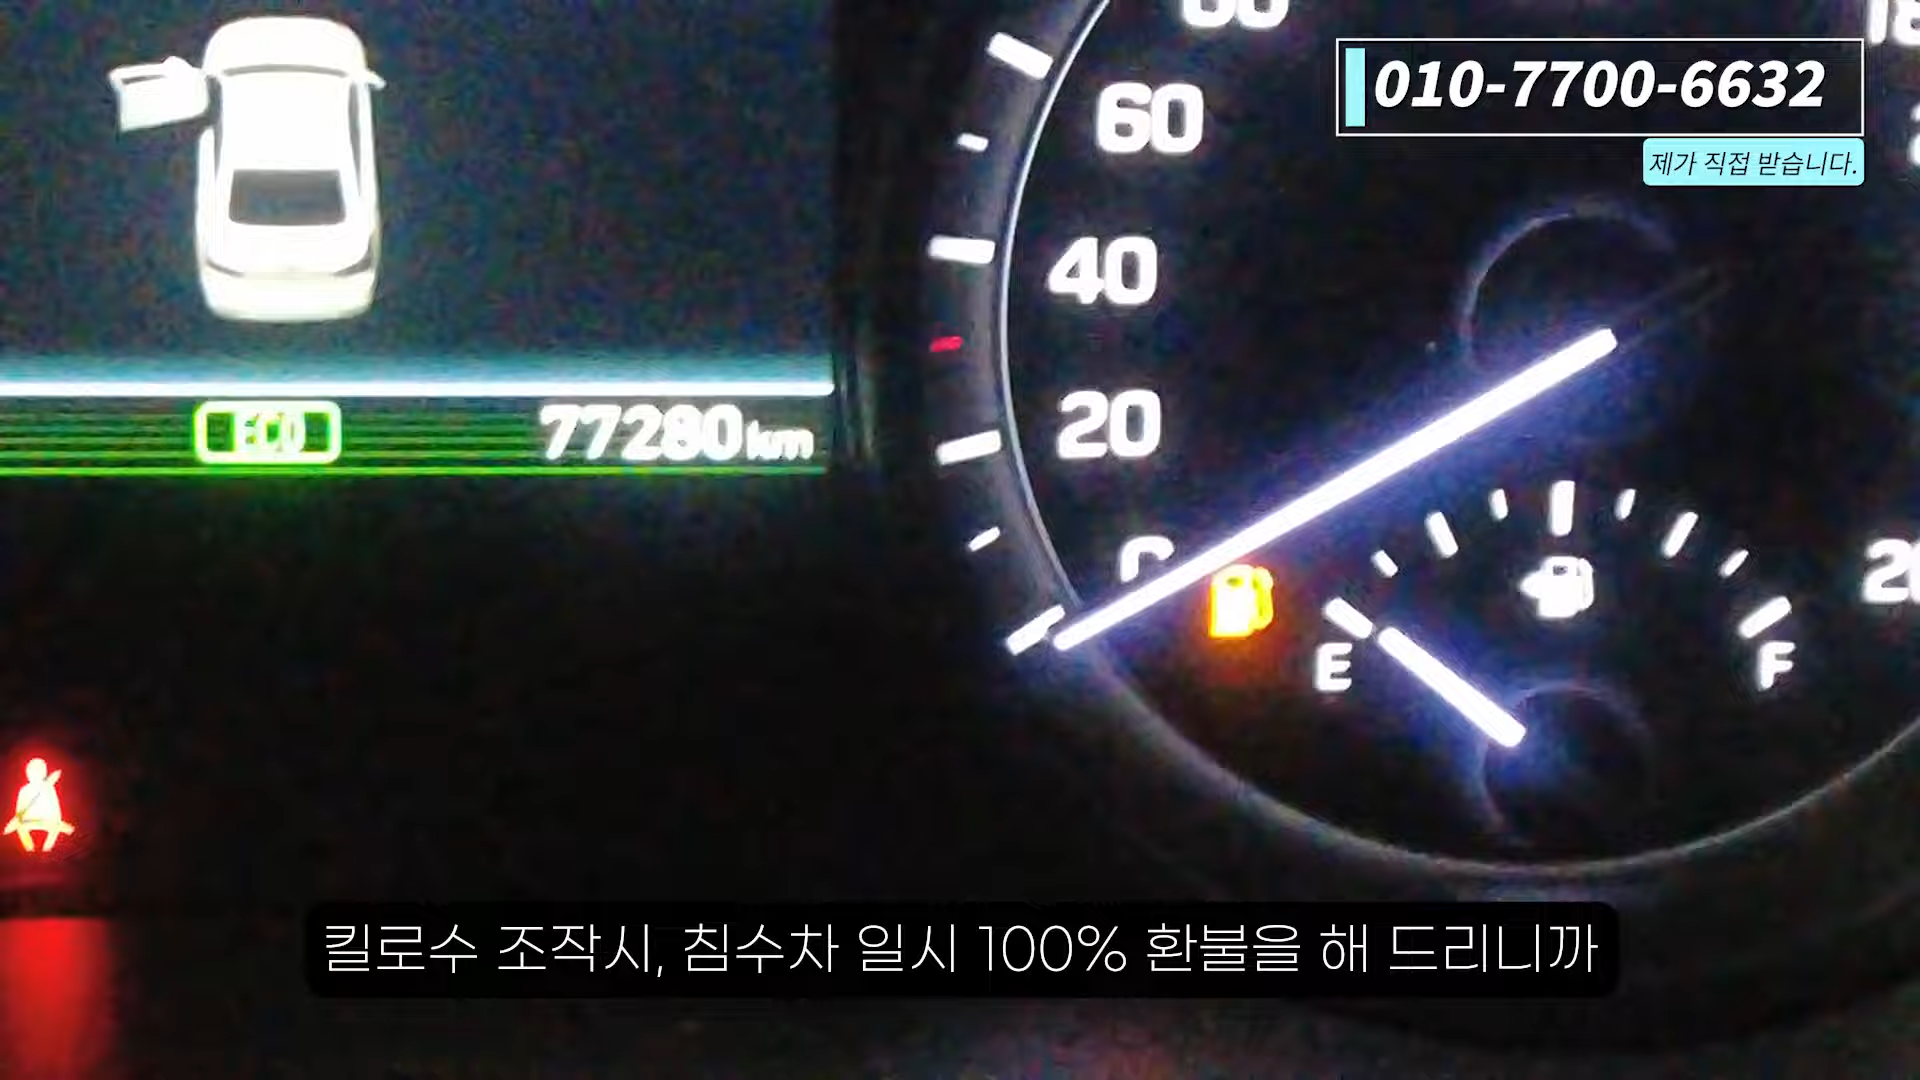 010-7700-6632
제가 직접 받습니다.
60
40
20
ECO
77280km
E
F
킬로수 조작시, 침수차 일시 100% 환불을 해 드리니까